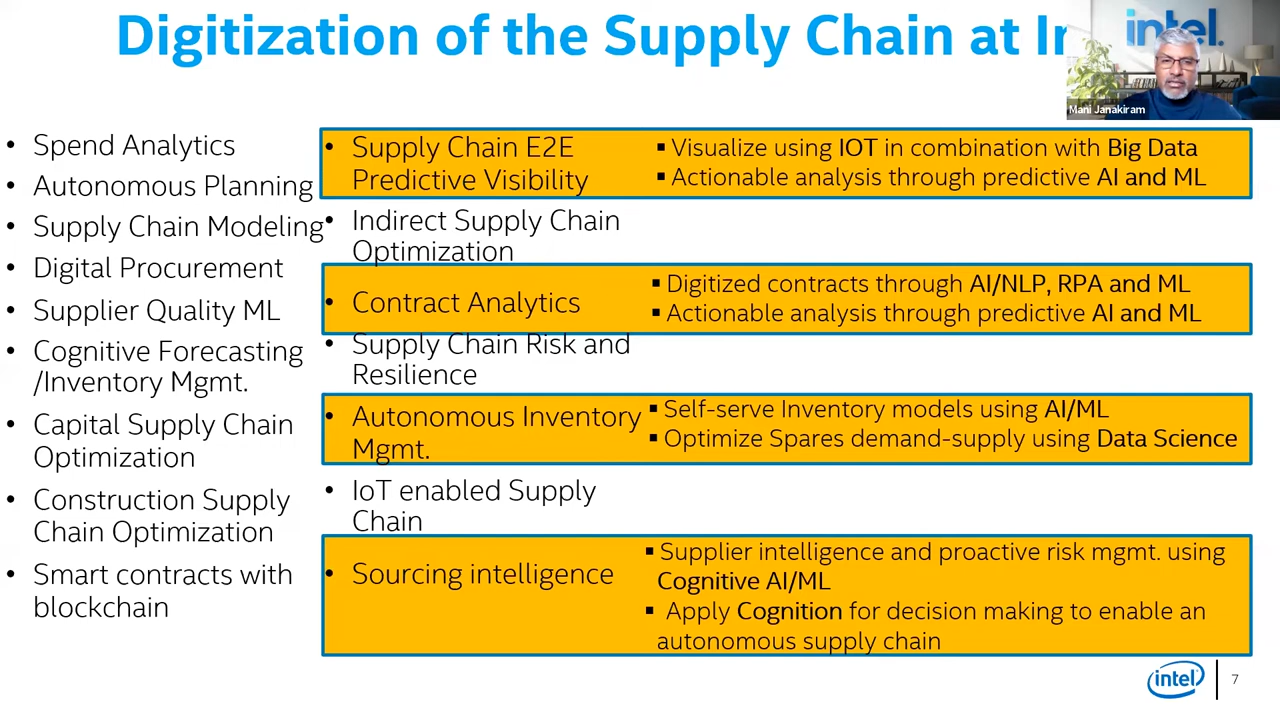 Digitization of the Supply Chain at In
intel.
Mani Janakiram
• Spend Analytics
• Autonomous Planning
• Supply Chain Modeling
• Digital Procurement
• Supplier Quality ML
• Cognitive Forecasting
/Inventory Mgmt.
• Capital Supply Chain
Optimization
• Construction Supply
Chain Optimization
• Smart contracts with
blockchain
• Supply Chain E2E
Predictive Visibility
▪ Visualize using IOT in combination with Big Data
▪ Actionable analysis through predictive AI and ML
• Indirect Supply Chain
Optimization
• Contract Analytics
▪ Digitized contracts through AI/NLP, RPA and ML
▪ Actionable analysis through predictive AI and ML
• Supply Chain Risk and
Resilience
• Autonomous Inventory
Mgmt.
▪ Self-serve Inventory models using AI/ML
▪ Optimize Spares demand-supply using Data Science
• IoT enabled Supply
Chain
• Sourcing intelligence
▪ Supplier intelligence and proactive risk mgmt. using
Cognitive AI/ML
▪ Apply Cognition for decision making to enable an
autonomous supply chain
intel
7